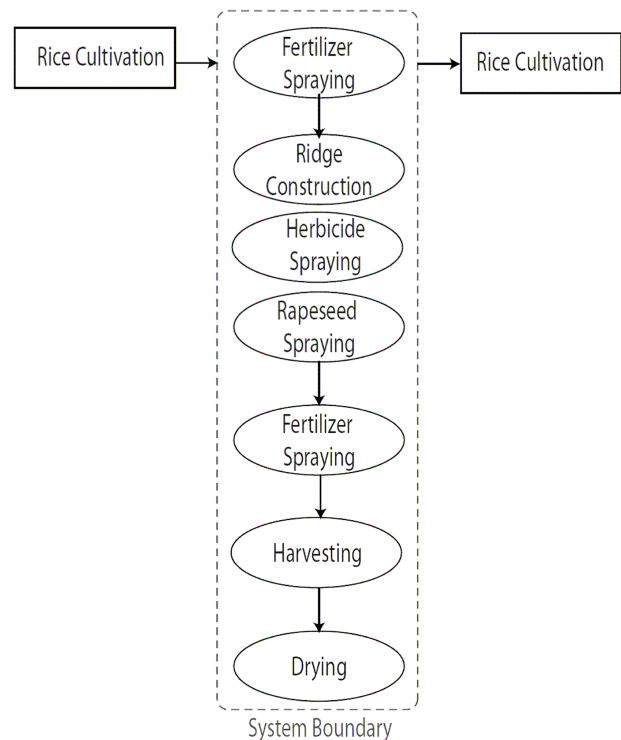 Rice Cultivation
Fertilizer
Spraying
Rice Cultivation
Ridge
Construction
Herbicide
Spraying
Rapeseed
Spraying
Fertilizer
Spraying
Harvesting
Drying
System Boundary